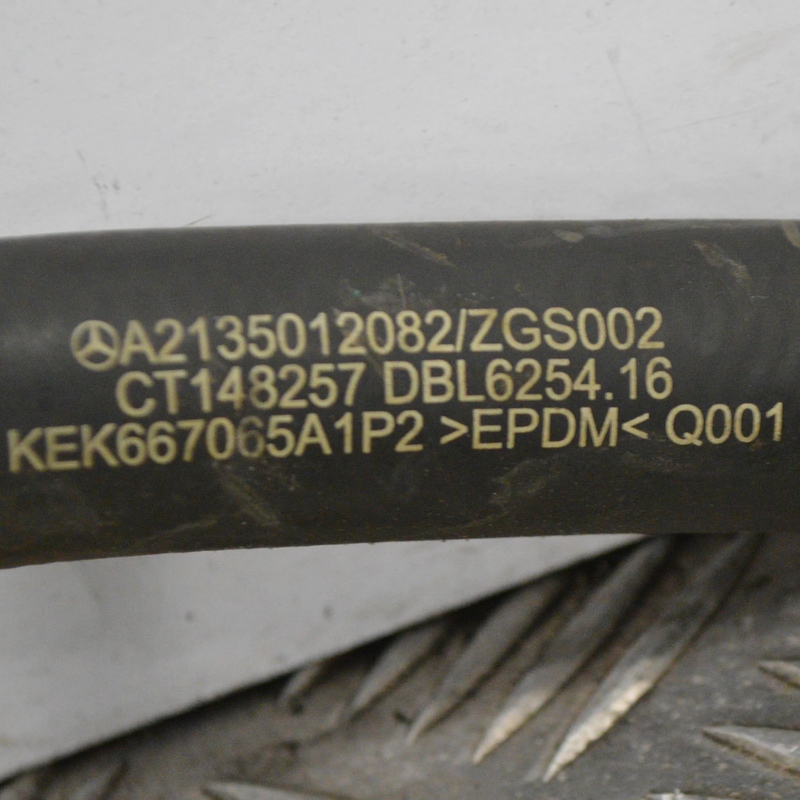 A2135012082/ZGS002
CT148257 DBL6254.16
KEK667065A1P2 >EPDM< Q001